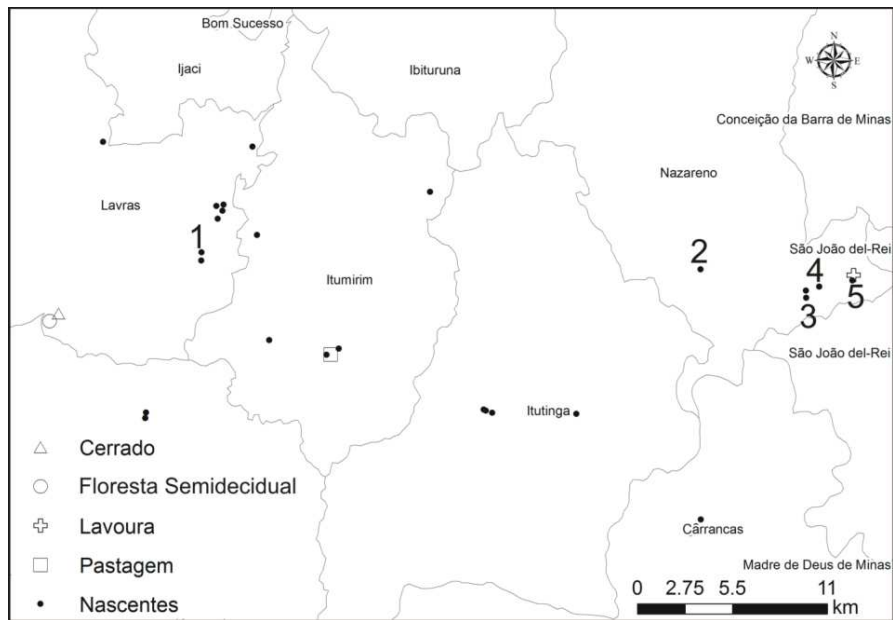 Bom Sucesso
Ijaci
Ibituruna
N
W E
S
Conceição da Barra de Minas
Nazareno
Lavras
1
2
São João del-Rei
4
Itumirim
5
3
São João del-Rei
Itutinga
Cerrado
Floresta Semidecidual
Lavoura
Carrancas
Pastagem
Madre de Deus de Minas
0 2.75 5.5 11
km
Nascentes